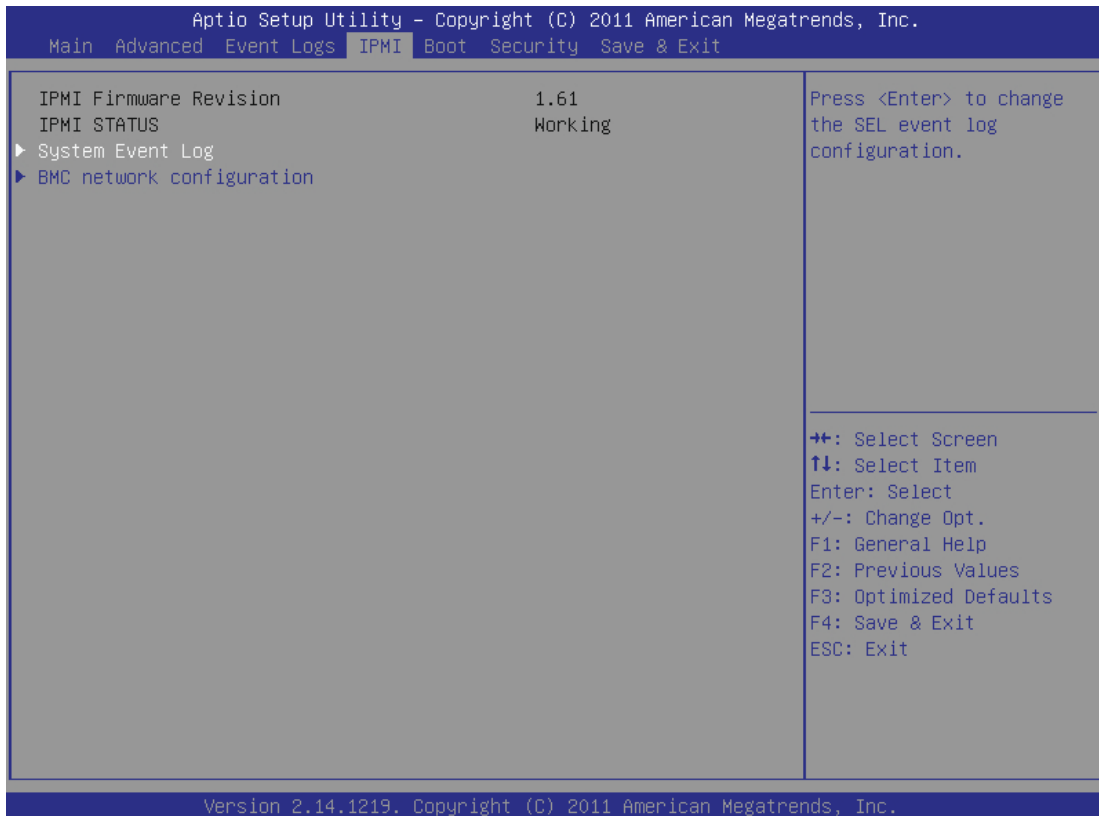 Aptio Setup Utility – Copyright (C) 2011 American Megatrends, Inc.
Main Advanced Event Logs IPMI Boot Security Save & Exit
IPMI Firmware Revision 1.61
IPMI STATUS Working
▶ System Event Log
▶ BMC network configuration
Press <Enter> to change
the SEL event log
configuration.
→←: Select Screen
↑↓: Select Item
Enter: Select
+/-: Change Opt.
F1: General Help
F2: Previous Values
F3: Optimized Defaults
F4: Save & Exit
ESC: Exit
Version 2.14.1219. Copyright (C) 2011 American Megatrends, Inc.